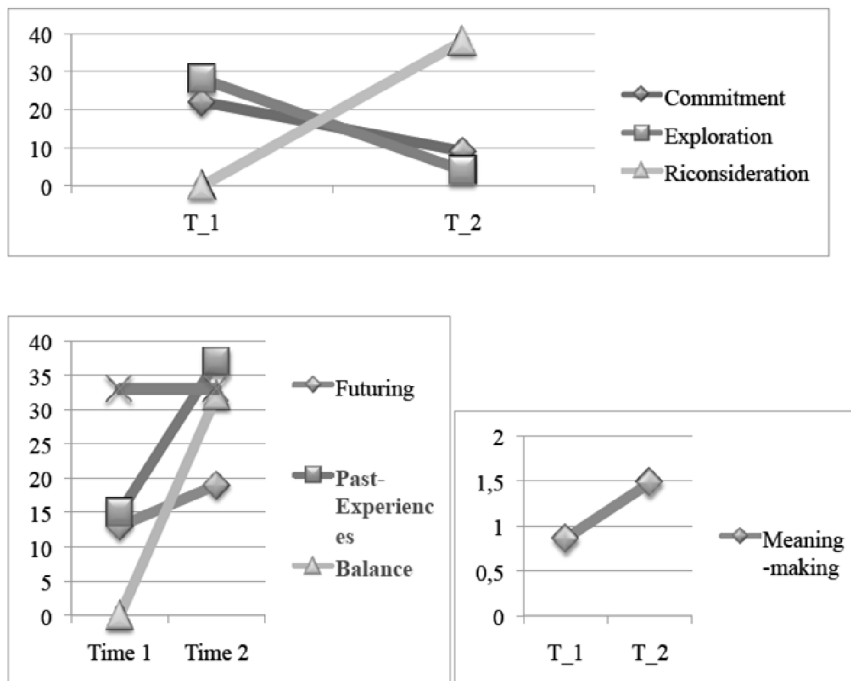 40
30
20
10
0
T_1
T_2
Commitment
Exploration
Riconsideration
40
35
30
25
20
15
10
5
0
Time 1
Time 2
Futuring
Past-
Experienc
es
Balance
2
1,5
1
0,5
0
T_1
T_2
Meaning
-making